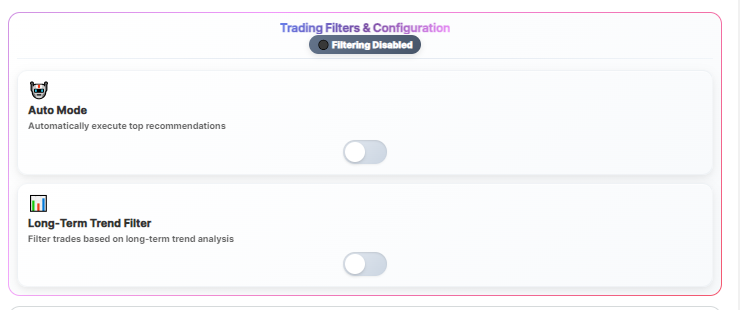 Trading Filters & Configuration
Filtering Disabled
Auto Mode
Automatically execute top recommendations
Long-Term Trend Filter
Filter trades based on long-term trend analysis